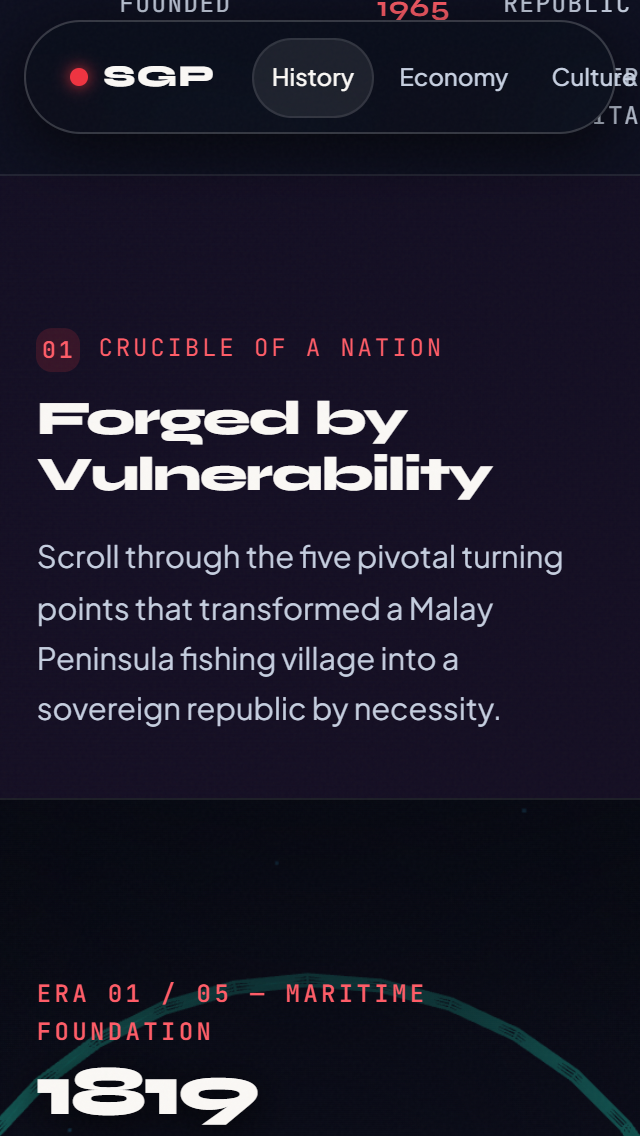 FOUNDED
1965
REPUBLIC
SGP
History
Economy
Culture
01
CRUCIBLE OF A NATION
Forged by
Vulnerability
Scroll through the five pivotal turning
points that transformed a Malay
Peninsula fishing village into a
sovereign republic by necessity.
ERA 01 / 05 — MARITIME
FOUNDATION
1819